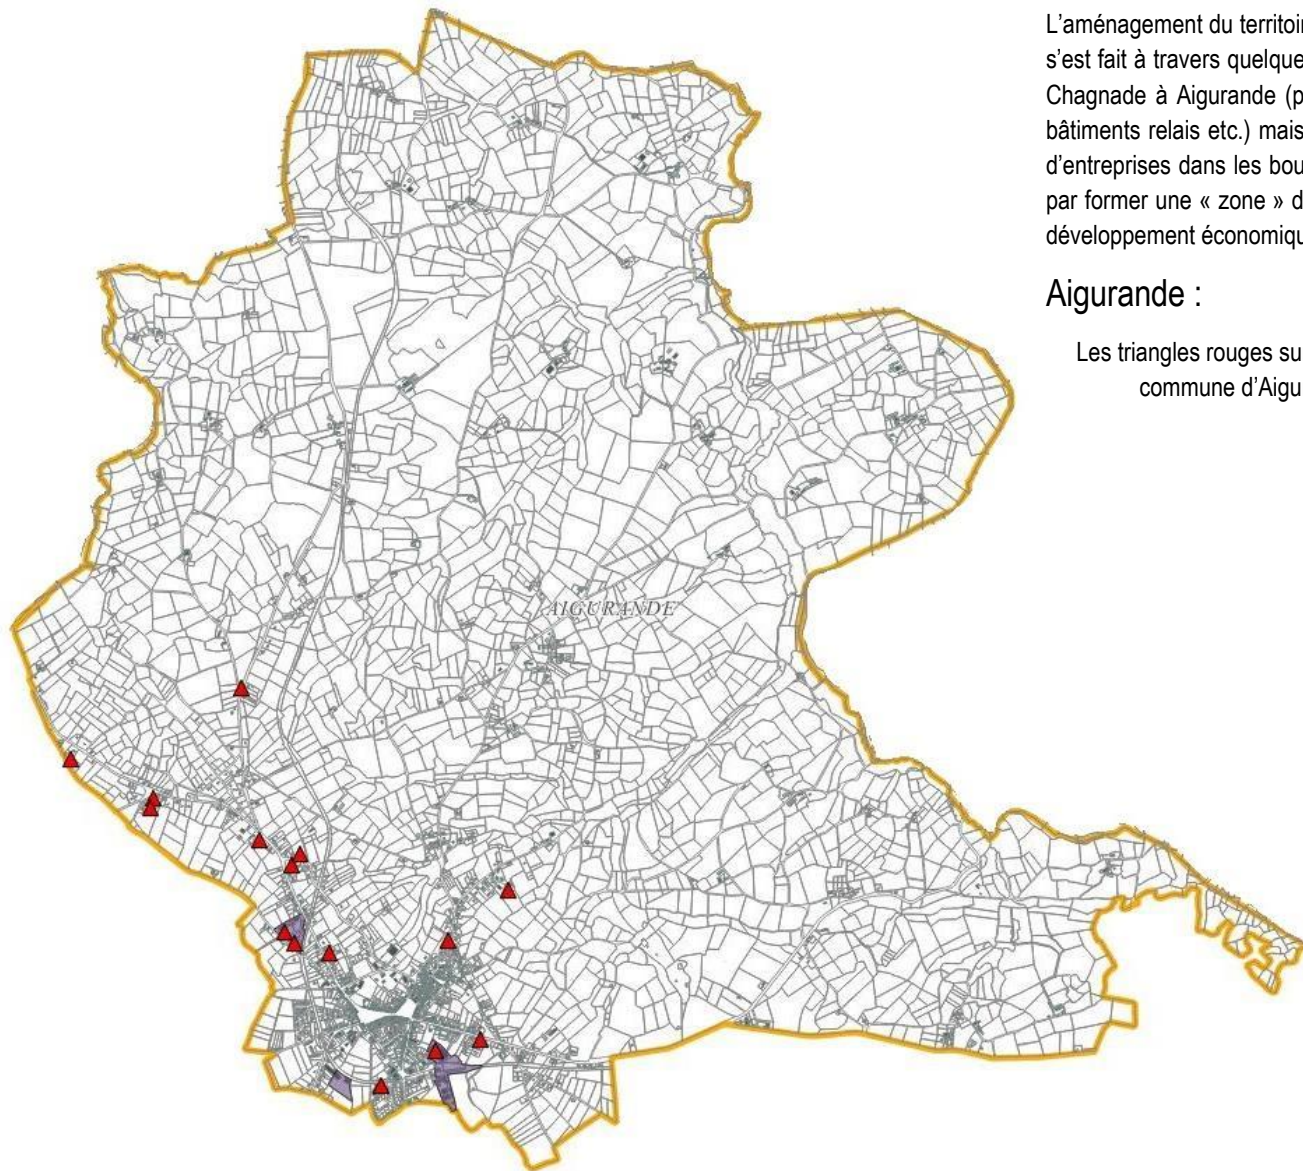 L’aménagement du territoir
s’est fait à travers quelque
Chagnade à Aigurande (p
bâtiments relais etc.) mais
d’entreprises dans les bou
par former une « zone » d
développement économiqu
Aigurande :
Les triangles rouges su
commune d’Aigu
AIGURANDE